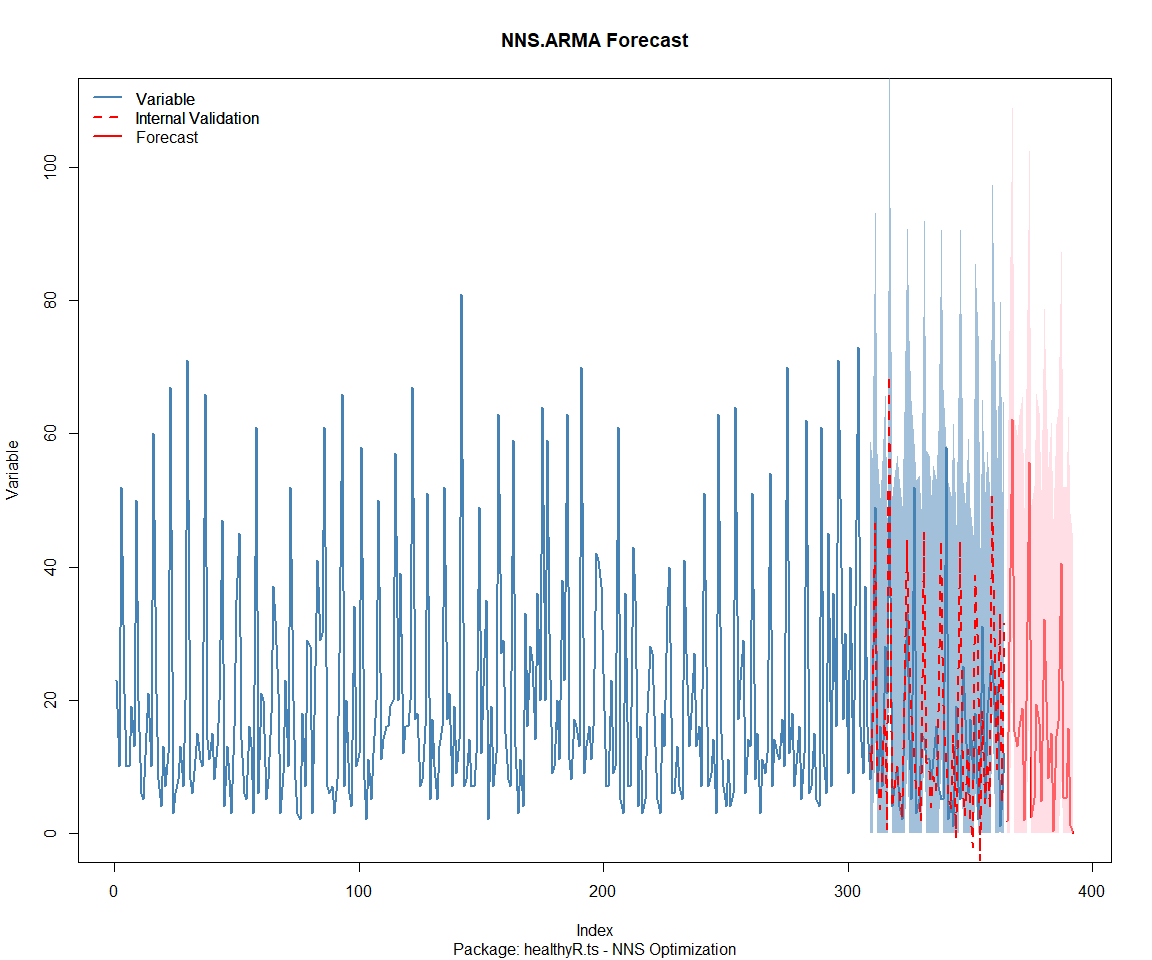 NNS.ARMA Forecast
Variable
Internal Validation
Forecast
100
80
60
40
20
0
Variable
0
100
200
300
400
Index
Package: healthyR.ts - NNS Optimization